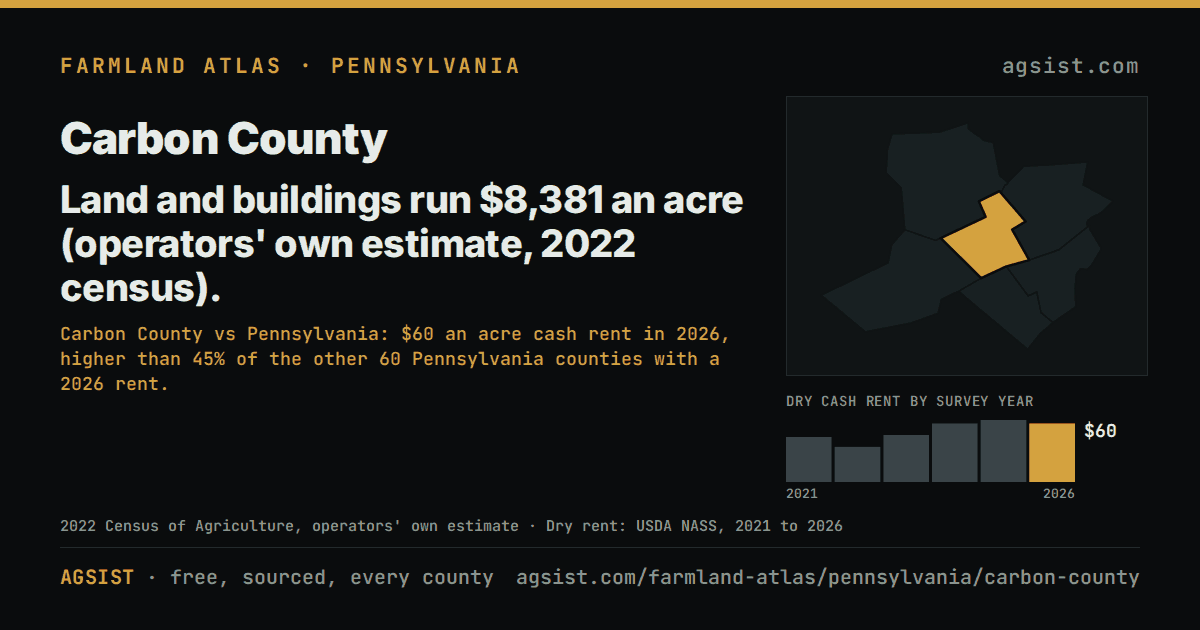 FARMLAND ATLAS · PENNSYLVANIA
agsist.com
Carbon County
Land and buildings run $8,381 an acre
(operators' own estimate, 2022
census).
Carbon County vs Pennsylvania: $60 an acre cash rent in 2026,
higher than 45% of the other 60 Pennsylvania counties with a
2026 rent.
DRY CASH RENT BY SURVEY YEAR
$60
2021
2026
2022 Census of Agriculture, operators' own estimate · Dry rent: USDA NASS, 2021 to 2026
AGSIST · free, sourced, every county
agsist.com/farmland-atlas/pennsylvania/carbon-county